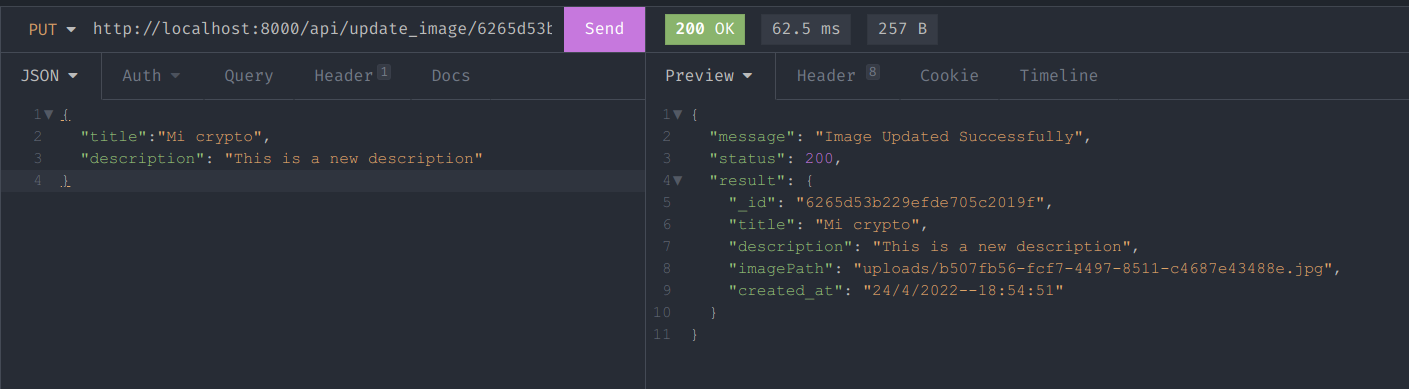 PUT http://localhost:8000/api/update_image/6265d53b Send 200 OK 62.5 ms 257 B
JSON Auth Query Header 1 Docs
Preview Header 8 Cookie Timeline
1 {
2 "title":"Mi crypto",
3 "description": "This is a new description"
4 }
1 {
2 "message": "Image Updated Successfully",
3 "status": 200,
4 "result": {
5 "_id": "6265d53b229efde705c2019f",
6 "title": "Mi crypto",
7 "description": "This is a new description",
8 "imagePath": "uploads/b507fb56-fcf7-4497-8511-c4687e43488e.jpg",
9 "created_at": "24/4/2022--18:54:51"
10 }
11 }